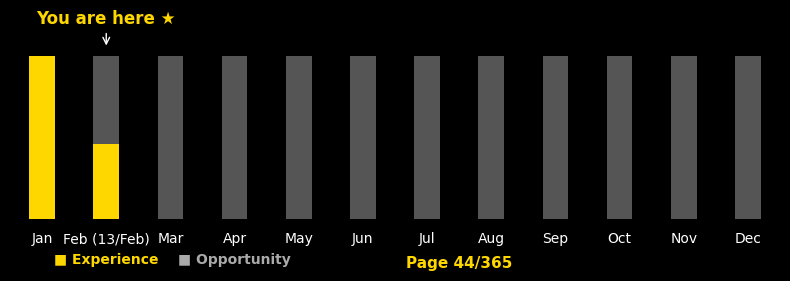 You are here ★
Jan Feb (13/Feb) Mar Apr May Jun Jul Aug Sep Oct Nov Dec
■ Experience ■ Opportunity Page 44/365